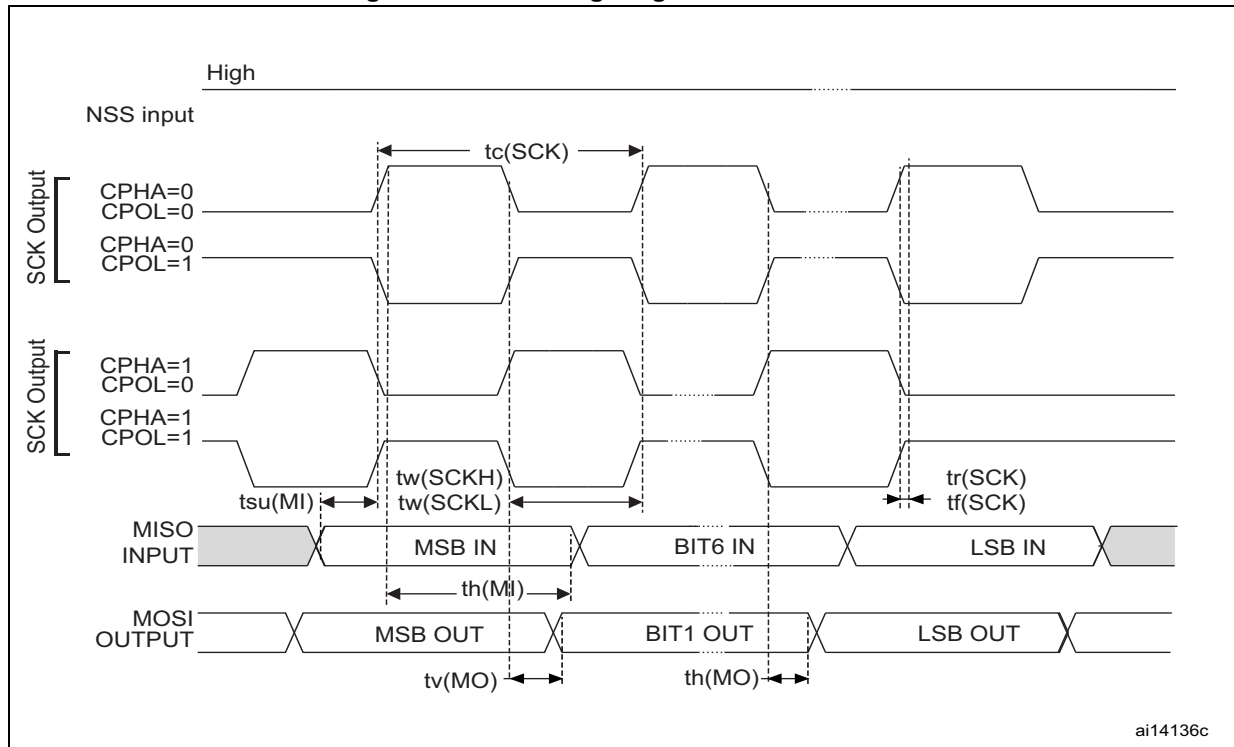 High
NSS input
tc(SCK)
SCK Output
CPHA=0
CPOL=0
CPHA=0
CPOL=1
SCK Output
CPHA=1
CPOL=0
CPHA=1
CPOL=1
tw(SCKH)
tw(SCKL)
tr(SCK)
tf(SCK)
tsu(MI)
MISO
INPUT
MSB IN
BIT6 IN
LSB IN
th(MI)
MOSI
OUTPUT
MSB OUT
BIT1 OUT
LSB OUT
tv(MO)
th(MO)
ai14136c